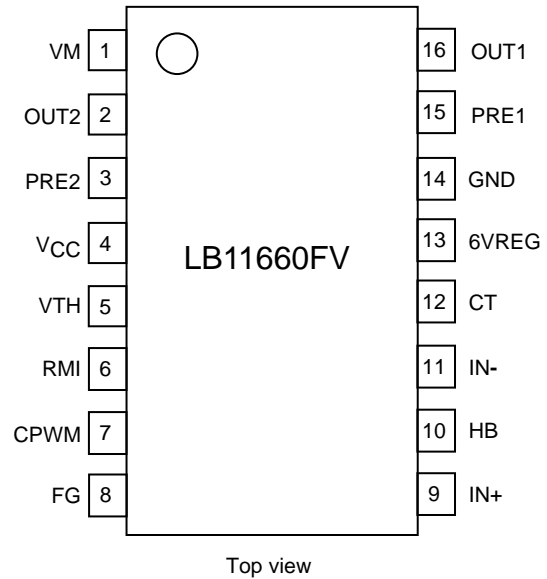 VM 1 16 OUT1
OUT2 2 15 PRE1
PRE2 3 14 GND
VCC 4 13 6VREG
LB11660FV
VTH 5 12 CT
RMI 6 11 IN-
CPWM 7 10 HB
FG 8 9 IN+
Top view